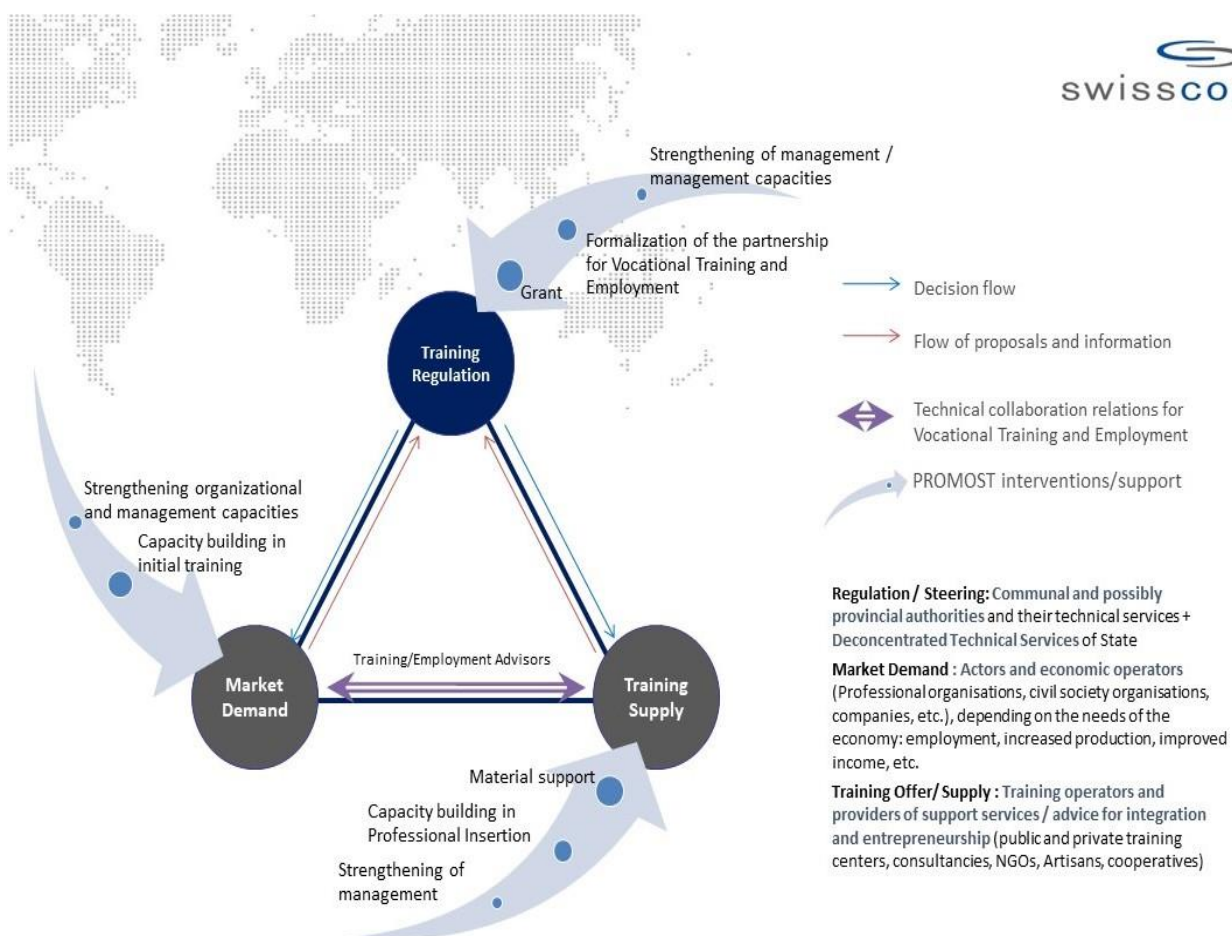 swissco
Strengthening of management /
management capacities
Formalization of the partnership
for Vocational Training and
Employment
Grant
Training
Regulation
Decision flow
Flow of proposals and information
Technical collaboration relations for
Vocational Training and Employment
PROMOST interventions/support
Strengthening organizational
and management capacities
Capacity building in
initial training
Training/Employment Advisors
Market
Demand
Training
Supply
Material support
Capacity building in
Professional Insertion
Strengthening of
management
Regulation / Steering: Communal and possibly
provincial authorities and their technical services +
Deconcentrated Technical Services of State
Market Demand : Actors and economic operators
(Professional organisations, civil society organisations,
companies, etc.), depending on the needs of the
economy: employment, increased production, improved
income, etc.
Training Offer/ Supply : Training operators and
providers of support services / advice for integration
and entrepreneurship (public and private training
centers, consultancies, NGOs, Artisans, cooperatives)